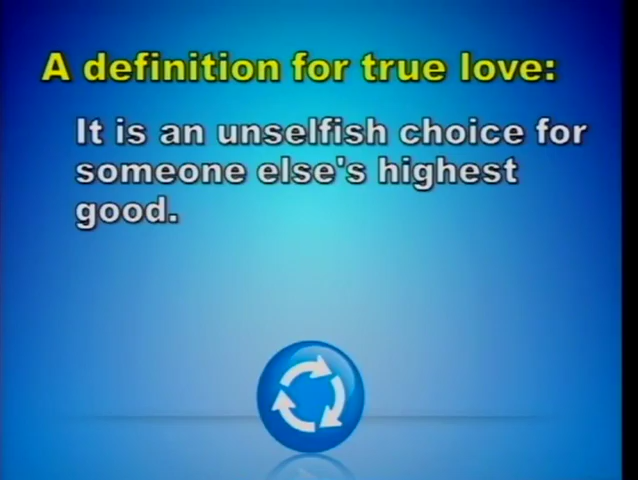 A definition for true love:
It is an unselfish choice for
someone else's highest
good.